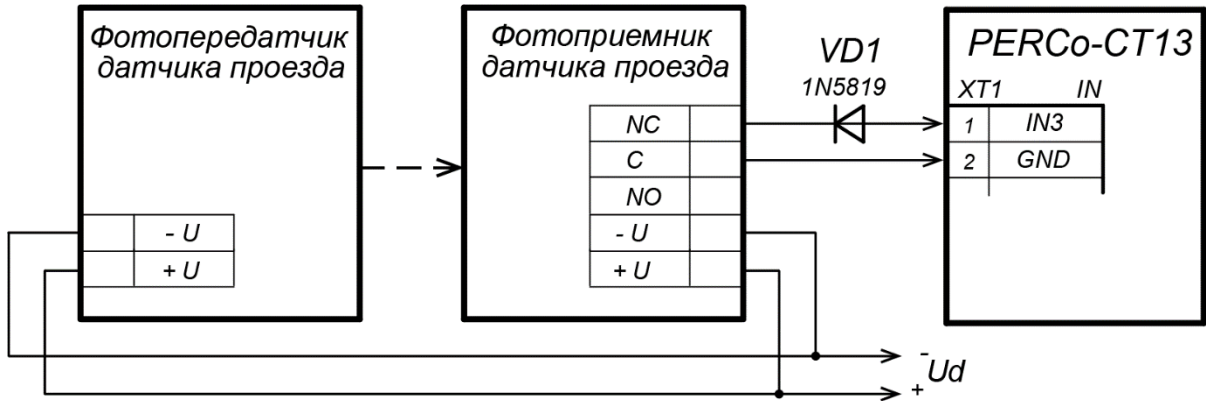 Фотопередатчик
датчика проезда
- U
+ U
Фотоприемник
датчика проезда
NC
C
NO
- U
+ U
VD1
1N5819
PERCo-CT13
XT1 IN
1 IN3
2 GND
- Ud
+